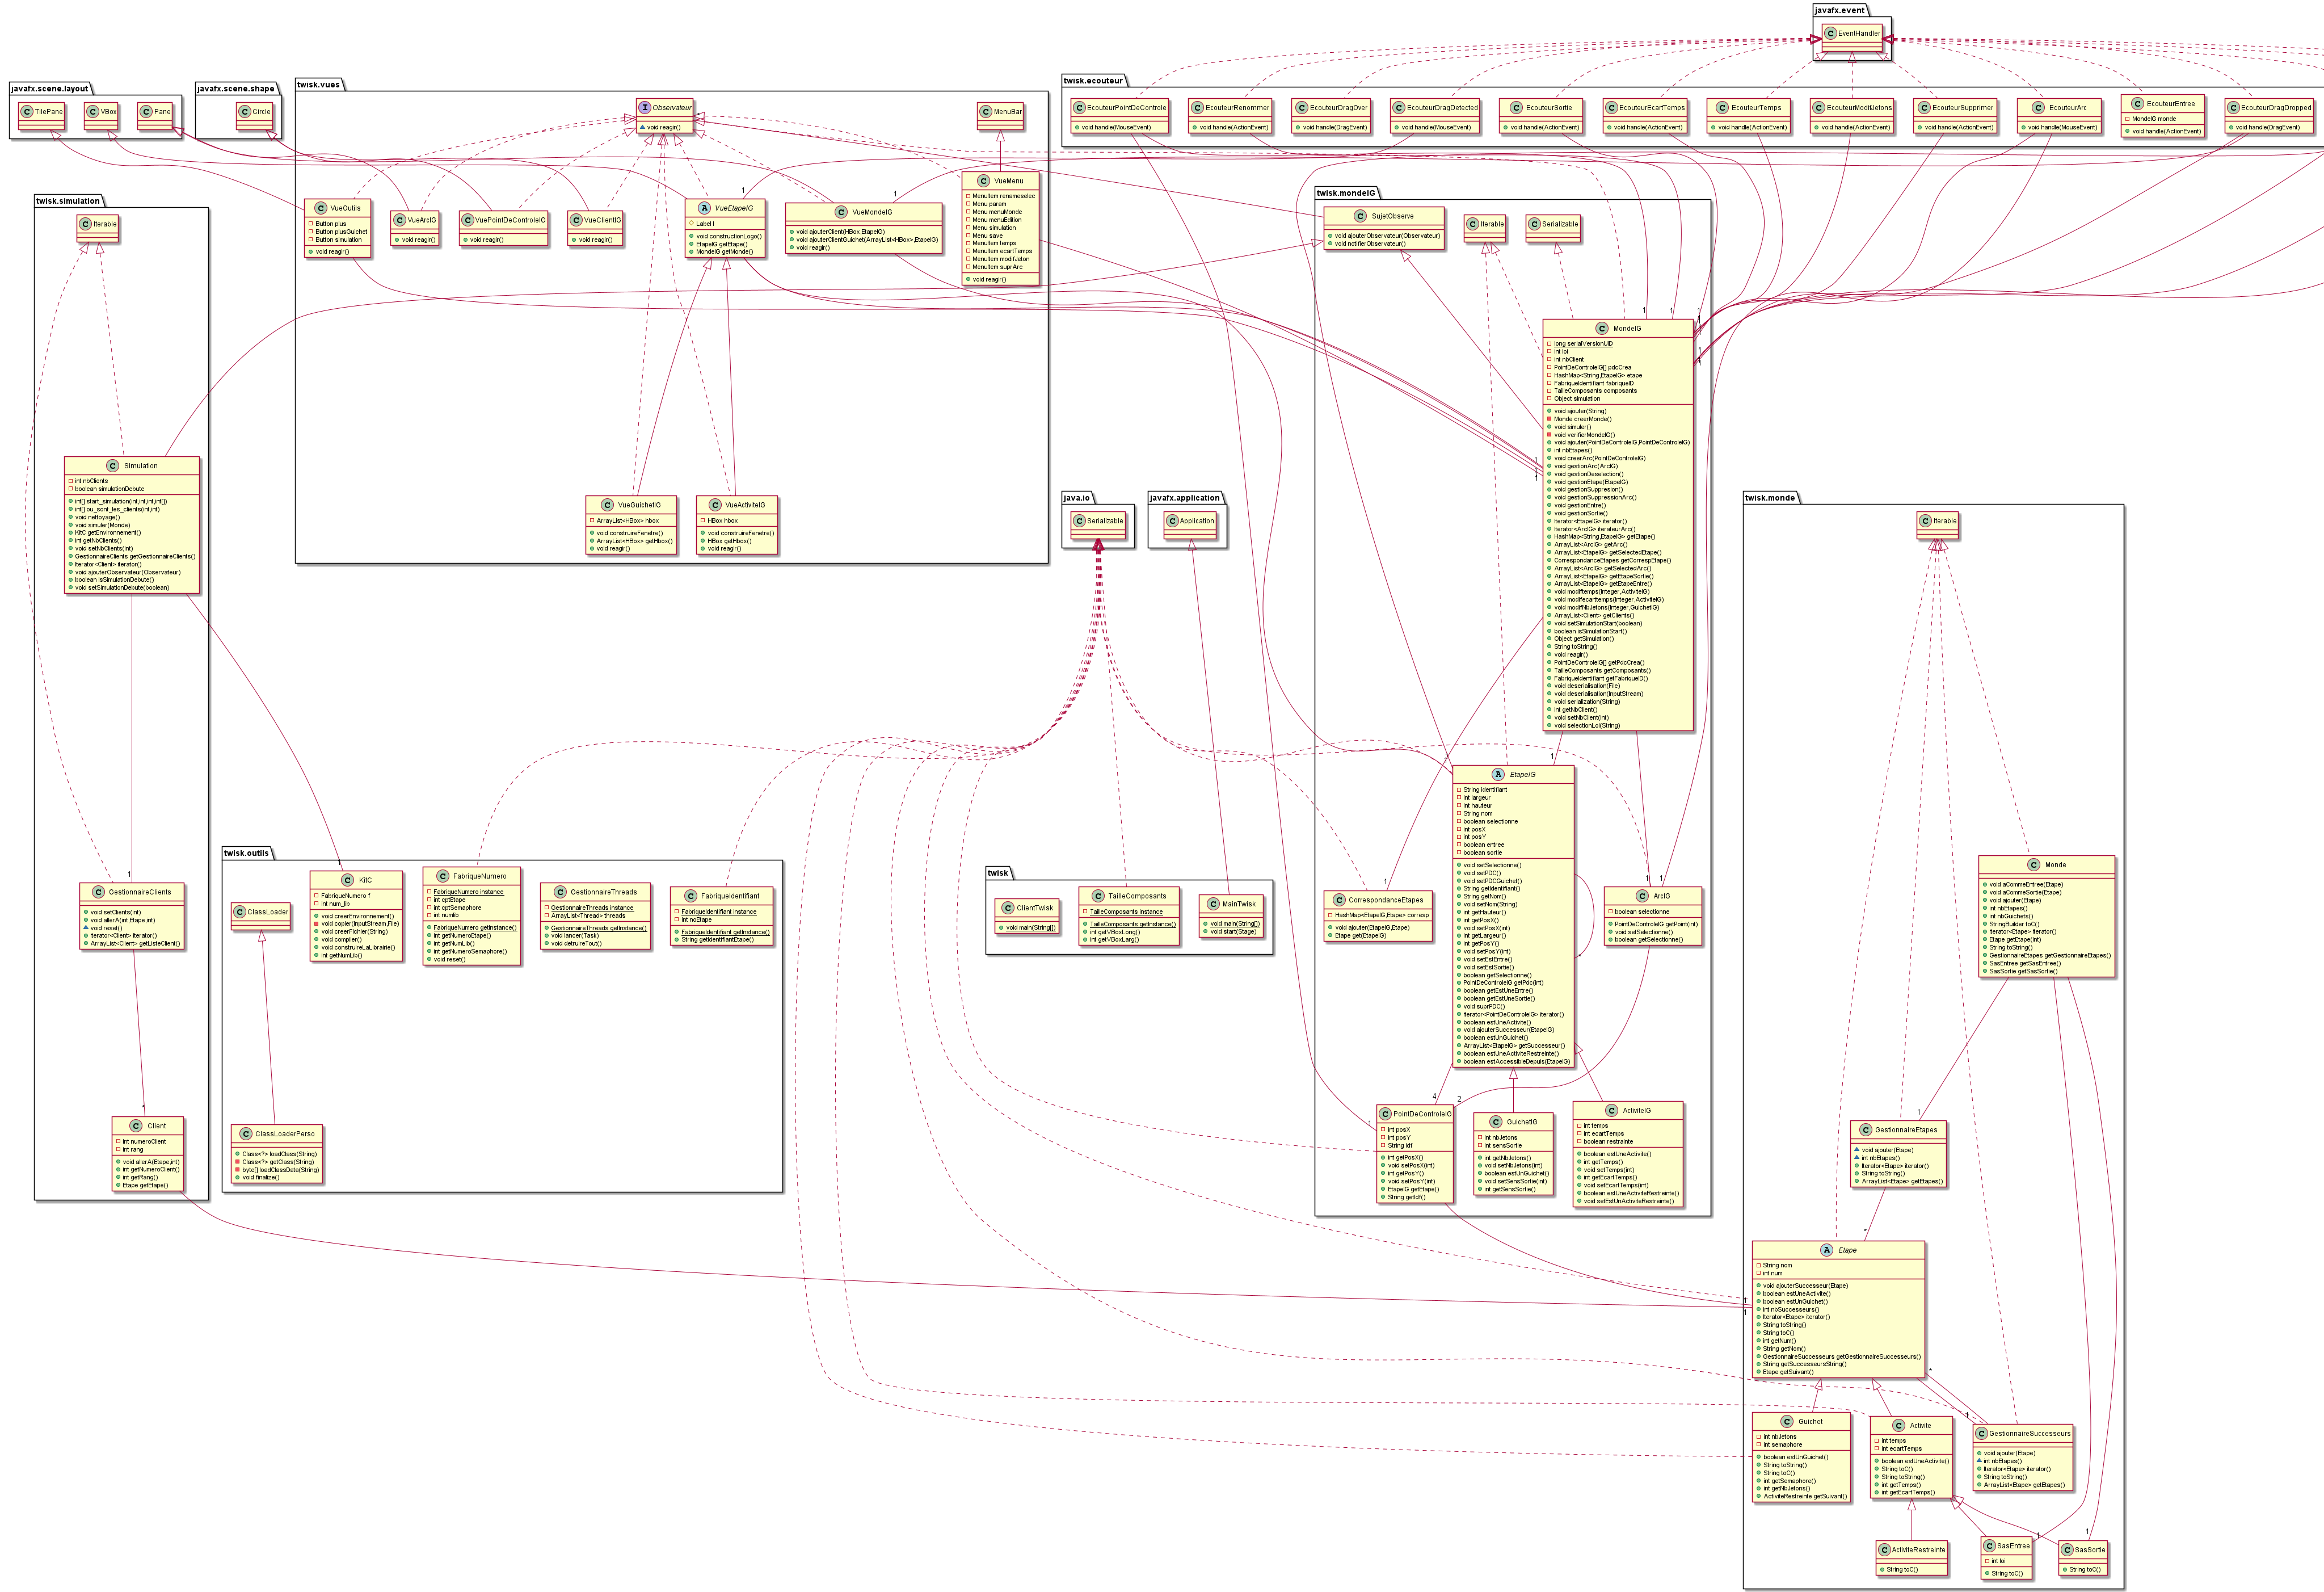 javafx.event
EventHandler
twisk.ecouteur
EcouteurPointDeControle
void handle(MouseEvent)
EcouteurRenommer
void handle(ActionEvent)
EcouteurDragOver
void handle(DragEvent)
EcouteurDragDetected
void handle(MouseEvent)
EcouteurSortie
void handle(ActionEvent)
EcouteurEcartTemps
void handle(ActionEvent)
EcouteurTemps
void handle(ActionEvent)
EcouteurModifJetons
void handle(ActionEvent)
EcouteurSupprimer
void handle(ActionEvent)
EcouteurArc
void handle(MouseEvent)
EcouteurEntree
MondeIG monde
void handle(ActionEvent)
EcouteurDragDropped
void handle(DragEvent)
javafx.scene.layout
TilePane
VBox
Pane
javafx.scene.shape
Circle
twisk.vues
Observateur
void reagir()
MenuBar
VueOutils
Button plus
Button plusGuichet
Button simulation
void reagir()
VueArcIG
void reagir()
VuePointDeControleIG
void reagir()
VueClientIG
void reagir()
VueEtapeIG
Label l
void constructionLogo()
EtapeIG getEtape()
MondeIG getMonde()
VueMondeIG
void ajouterClient(HBox,EtapeIG)
void ajouterClientGuichet(ArrayList<HBox>,EtapeIG)
void reagir()
VueMenu
MenuItem renameselec
Menu param
Menu menuMonde
Menu menuEdition
Menu simulation
Menu save
MenuItem temps
MenuItem ecartTemps
MenuItem modifJeton
MenuItem suprArc
void reagir()
VueGuichetIG
ArrayList<HBox> hbox
void construireFenetre()
ArrayList<HBox> getHbox()
void reagir()
VueActiviteIG
HBox hbox
void construireFenetre()
HBox getHbox()
void reagir()
twisk.simulation
Iterable
Simulation
int nbClients
boolean simulationDebute
int[] start_simulation(int,int,int,int[])
int[] ou_sont_les_clients(int,int)
void nettoyage()
void simuler(Monde)
KitC getEnvironnement()
int getNbClients()
void setNbClients(int)
GestionnaireClients getGestionnaireClients()
Iterator<Client> iterator()
void ajouterObservateur(Observateur)
boolean isSimulationDebute()
void setSimulationDebute(boolean)
GestionnaireClients
void setClients(int)
void allerA(int,Etape,int)
void reset()
Iterator<Client> iterator()
ArrayList<Client> getListeClient()
Client
int numeroClient
int rang
void allerA(Etape,int)
int getNumeroClient()
int getRang()
Etape getEtape()
twisk.outils
ClassLoader
KitC
FabriqueNumero f
int num_lib
void creerEnvironnement()
void copier(InputStream,File)
void creerFichier(String)
void compiler()
void construireLaLibrairie()
int getNumLib()
FabriqueNumero
FabriqueNumero instance
int cptEtape
int cptSemaphore
int numlib
FabriqueNumero getInstance()
int getNumeroEtape()
int getNumLib()
int getNumeroSemaphore()
void reset()
GestionnaireThreads
GestionnaireThreads instance
ArrayList<Thread> threads
GestionnaireThreads getInstance()
void lancer(Task)
void detruireTout()
FabriqueIdentifiant
FabriqueIdentifiant instance
int noEtape
FabriqueIdentifiant getInstance()
String getIdentifiantEtape()
ClassLoaderPerso
Class<?> loadClass(String)
Class<?> getClass(String)
byte[] loadClassData(String)
void finalize()
java.io
Serializable
javafx.application
Application
twisk
ClientTwisk
void main(String[])
TailleComposants
TailleComposants instance
TailleComposants getInstance()
int getVBoxLong()
int getVBoxLarg()
MainTwisk
void main(String[])
void start(Stage)
twisk.mondeIG
SujetObserve
void ajouterObservateur(Observateur)
void notifierObservateur()
Iterable
Serializable
MondeIG
long serialVersionUID
int loi
int nbClient
PointDeControleIG[] pdcCrea
HashMap<String,EtapeIG> etape
FabriqueIdentifiant fabriqueID
TailleComposants composants
Object simulation
void ajouter(String)
Monde creerMonde()
void simuler()
void verifierMondeIG()
void ajouter(PointDeControleIG,PointDeControleIG)
int nbEtapes()
void creerArc(PointDeControleIG)
void gestionArc(ArcIG)
void gestionDeselection()
void gestionEtape(EtapeIG)
void gestionSuppresion()
void gestionSuppressionArc()
void gestionEntre()
void gestionSortie()
Iterator<EtapeIG> iterator()
Iterator<ArcIG> iterateurArc()
HashMap<String,EtapeIG> getEtape()
ArrayList<ArcIG> getArc()
ArrayList<EtapeIG> getSelectedEtape()
CorrespondanceEtapes getCorrespEtape()
ArrayList<ArcIG> getSelectedArc()
ArrayList<EtapeIG> getEtapeSortie()
ArrayList<EtapeIG> getEtapeEntre()
void modiftemps(Integer,ActiviteIG)
void modifecarttemps(Integer,ActiviteIG)
void modifNbJetons(Integer,GuichetIG)
ArrayList<Client> getClients()
void setSimulationStart(boolean)
boolean isSimulationStart()
Object getSimulation()
String toString()
void reagir()
PointDeControleIG[] getPdcCrea()
TailleComposants getComposants()
FabriqueIdentifiant getFabriqueID()
void deserialisation(File)
void deserialisation(InputStream)
void serialization(String)
int getNbClient()
void setNbClient(int)
void selectionLoi(String)
EtapeIG
String identifiant
int largeur
int hauteur
String nom
boolean selectionne
int posX
int posY
boolean entree
boolean sortie
void setSelectionne()
void setPDC()
void setPDCGuichet()
String getIdentifiant()
String getNom()
void setNom(String)
int getHauteur()
int getPosX()
void setPosX(int)
int getLargeur()
int getPosY()
void setPosY(int)
void setEstEntre()
void setEstSortie()
boolean getSelectionne()
PointDeControleIG getPdc(int)
boolean getEstUneEntre()
boolean getEstUneSortie()
void suprPDC()
Iterator<PointDeControleIG> iterator()
boolean estUneActivite()
void ajouterSuccesseur(EtapeIG)
boolean estUnGuichet()
ArrayList<EtapeIG> getSuccesseur()
boolean estUneActiviteRestreinte()
boolean estAccessibleDepuis(EtapeIG)
CorrespondanceEtapes
HashMap<EtapeIG,Etape> corresp
void ajouter(EtapeIG,Etape)
Etape get(EtapeIG)
ArcIG
boolean selectionne
PointDeControleIG getPoint(int)
void setSelectionne()
boolean getSelectionne()
PointDeControleIG
int posX
int posY
String idf
int getPosX()
void setPosX(int)
int getPosY()
void setPosY(int)
EtapeIG getEtape()
String getIdf()
GuichetIG
int nbJetons
int sensSortie
int getNbJetons()
void setNbJetons(int)
boolean estUnGuichet()
void setSensSortie(int)
int getSensSortie()
ActiviteIG
int temps
int ecartTemps
boolean restrainte
boolean estUneActivite()
int getTemps()
void setTemps(int)
int getEcartTemps()
void setEcartTemps(int)
boolean estUneActiviteRestreinte()
void setEstUnActiviteRestreinte()
twisk.monde
Iterable
Monde
void aCommeEntree(Etape)
void aCommeSortie(Etape)
void ajouter(Etape)
int nbEtapes()
int nbGuichets()
StringBuilder toC()
Iterator<Etape> iterator()
Etape getEtape(int)
String toString()
GestionnaireEtapes getGestionnaireEtapes()
SasEntree getSasEntree()
SasSortie getSasSortie()
GestionnaireEtapes
void ajouter(Etape)
int nbEtapes()
Iterator<Etape> iterator()
String toString()
ArrayList<Etape> getEtapes()
Etape
String nom
int num
void ajouterSuccesseur(Etape)
boolean estUneActivite()
boolean estUnGuichet()
int nbSuccesseurs()
Iterator<Etape> iterator()
String toString()
String toC()
int getNum()
String getNom()
GestionnaireSuccesseurs getGestionnaireSuccesseurs()
String getSuccesseursString()
Etape getSuivant()
Guichet
int nbJetons
int semaphore
boolean estUnGuichet()
String toString()
String toC()
int getSemaphore()
int getNbJetons()
ActiviteRestreinte getSuivant()
Activite
int temps
int ecartTemps
boolean estUneActivite()
String toC()
String toString()
int getTemps()
int getEcartTemps()
GestionnaireSuccesseurs
void ajouter(Etape)
int nbEtapes()
Iterator<Etape> iterator()
String toString()
ArrayList<Etape> getEtapes()
ActiviteRestreinte
String toC()
SasEntree
int loi
String toC()
SasSortie
String toC()